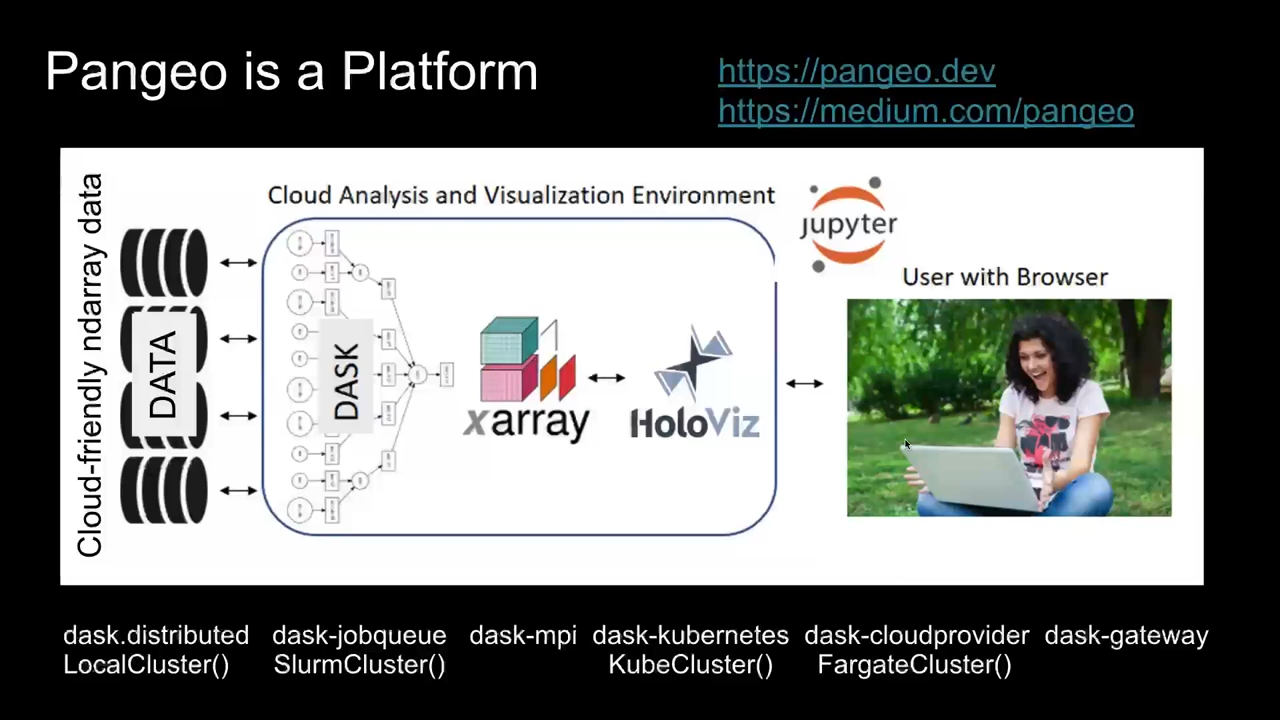 Pangeo is a Platform
https://pangeo.dev
https://medium.com/pangeo
Cloud-friendly ndarray data
DATA
Cloud Analysis and Visualization Environment
DASK
xarray
HoloViz
jupyter
User with Browser
dask.distributed dask-jobqueue dask-mpi dask-kubernetes dask-cloudprovider dask-gateway
LocalCluster() SlurmCluster() KubeCluster() FargateCluster()